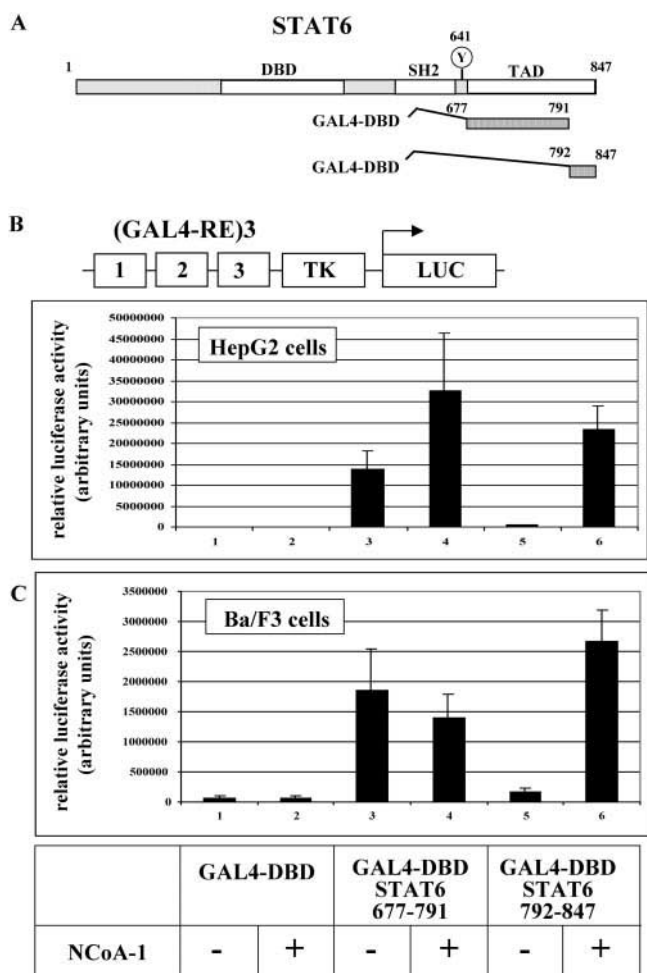 A
STAT6
641
1 DBD SH2 Y TAD 847
677 791
GAL4-DBD
792 847
GAL4-DBD
B
(GAL4-RE)3
1 2 3 TK LUC
relative luciferase activity
(arbitrary units)
HepG2 cells
50000000
45000000
40000000
35000000
30000000
25000000
20000000
15000000
10000000
5000000
0
1 2 3 4 5 6
C
relative luciferase activity
(arbitrary units)
Ba/F3 cells
3500000
3000000
2500000
2000000
1500000
1000000
500000
0
1 2 3 4 5 6
GAL4-DBD
GAL4-DBD
STAT6
677-791
GAL4-DBD
STAT6
792-847
NCoA-1 - + - + - +